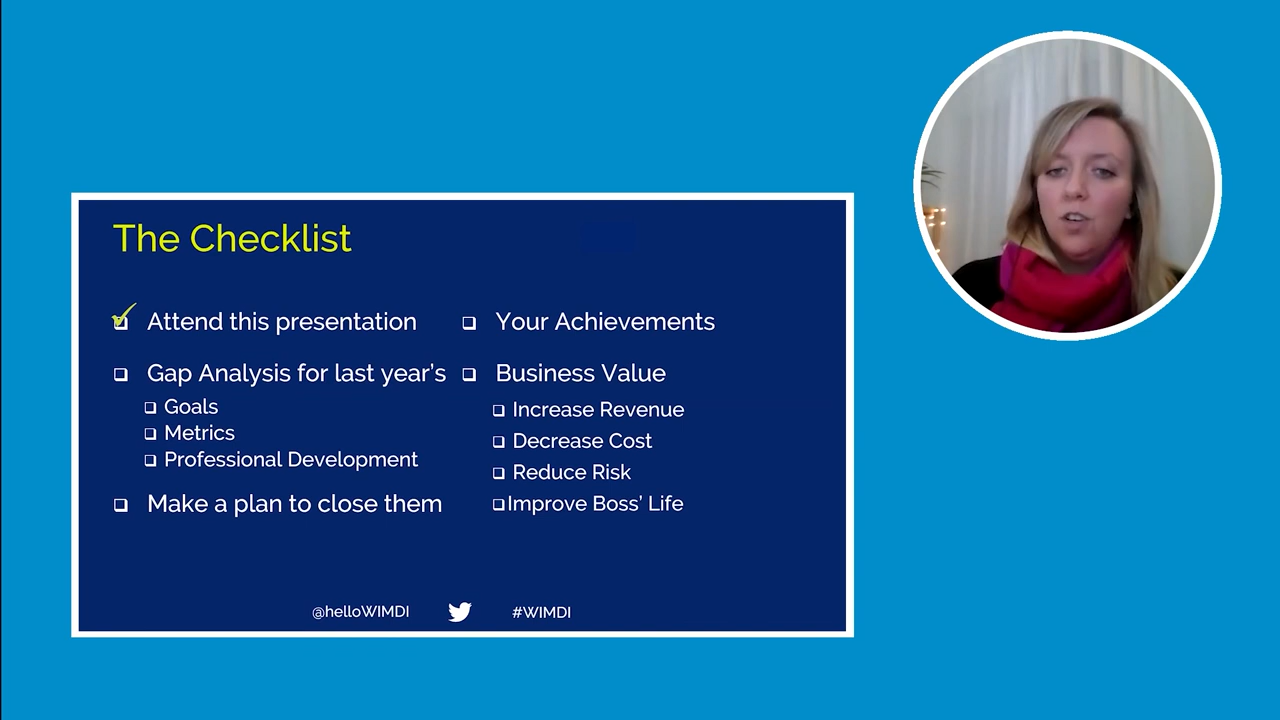 The Checklist
Attend this presentation
Gap Analysis for last year's
Goals
Metrics
Professional Development
Make a plan to close them
Your Achievements
Business Value
Increase Revenue
Decrease Cost
Reduce Risk
Improve Boss' Life
@helloWIMDI
#WIMDI